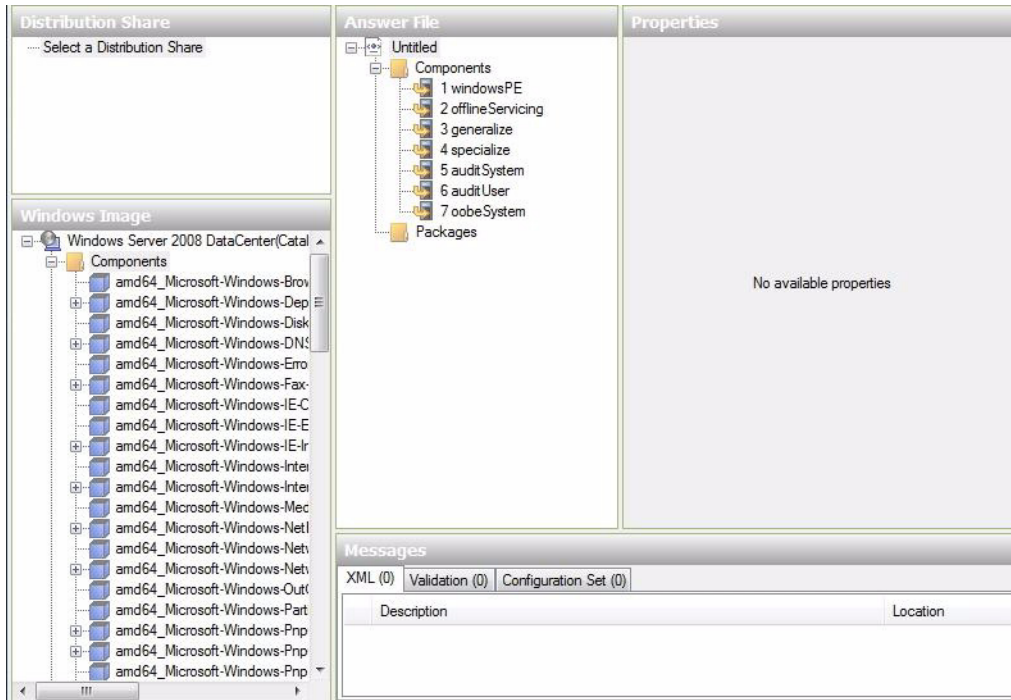 Distribution Share
Select a Distribution Share
Windows Image
Windows Server 2008 DataCenter(Catal
Components
amd64_Microsoft-Windows-Brow
amd64_Microsoft-Windows-Dep
amd64_Microsoft-Windows-Disk
amd64_Microsoft-Windows-DNS
amd64_Microsoft-Windows-Erro
amd64_Microsoft-Windows-Fax-
amd64_Microsoft-Windows-IE-C
amd64_Microsoft-Windows-IE-E
amd64_Microsoft-Windows-IE-Ir
amd64_Microsoft-Windows-Inter
amd64_Microsoft-Windows-Inter
amd64_Microsoft-Windows-Med
amd64_Microsoft-Windows-NetI
amd64_Microsoft-Windows-Netw
amd64_Microsoft-Windows-Netw
amd64_Microsoft-Windows-OutO
amd64_Microsoft-Windows-Part
amd64_Microsoft-Windows-Pnp
amd64_Microsoft-Windows-Pnp
amd64_Microsoft-Windows-Pnp
Answer File
Untitled
Components
1 windowsPE
2 offlineServicing
3 generalize
4 specialize
5 auditSystem
6 auditUser
7 oobeSystem
Packages
Properties
No available properties
Messages
XML (0)
Validation (0)
Configuration Set (0)
Description
Location